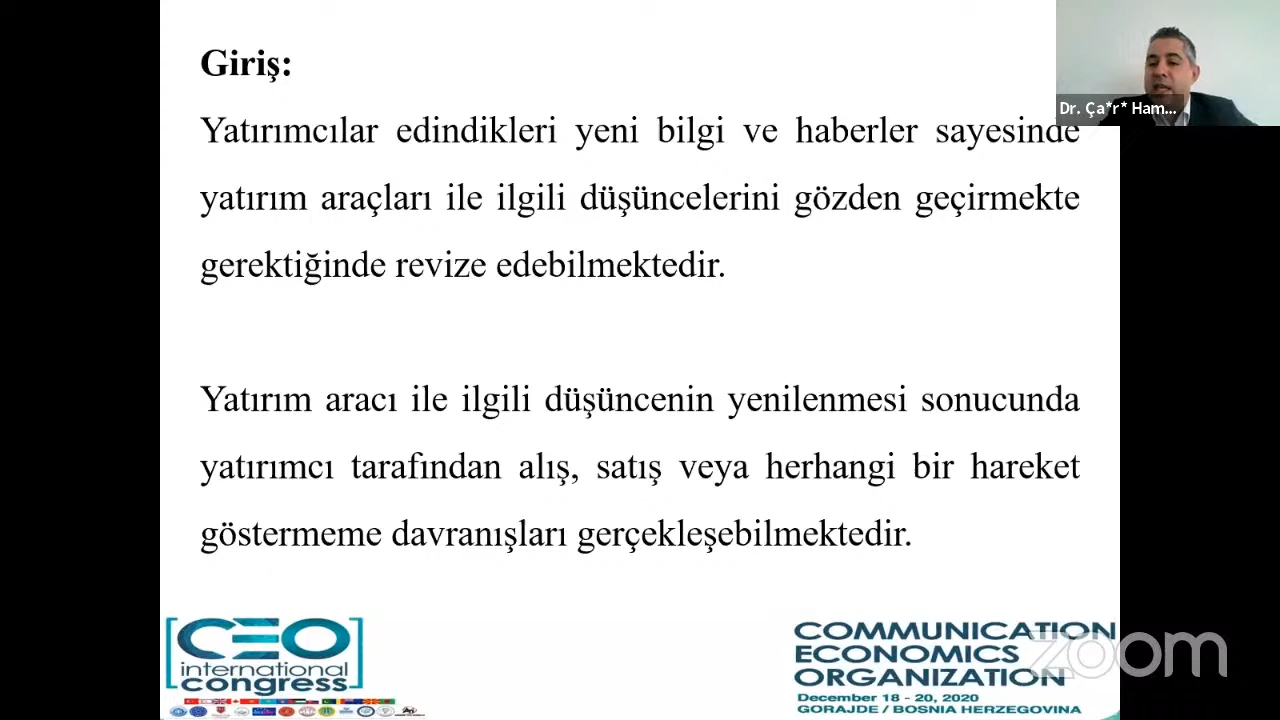 Giriş:
Dr. Ça*r* Ham...
Yatırımcılar edindikleri yeni bilgi ve haberler sayesinde
yatırım araçları ile ilgili düşüncelerini gözden geçirmekte
gerektiğinde revize edebilmektedir.
Yatırım aracı ile ilgili düşüncenin yenilenmesi sonucunda
yatırımcı tarafından alış, satış veya herhangi bir hareket
göstermeme davranışları gerçekleşebilmektedir.
CEO
international
congress
COMMUNICATION
ECONOMICS
ORGANIZATION
zoom
December 18 - 20, 2020
GORAJDE / BOSNIA HERZEGOVINA